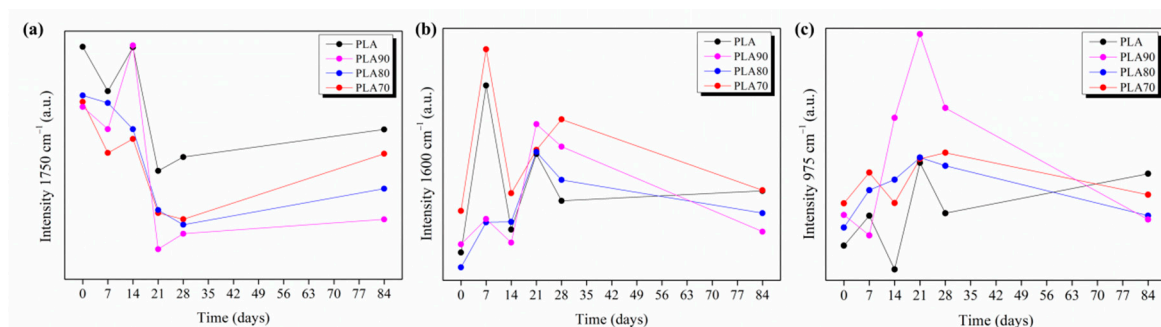 (a)
PLA
PLA90
PLA80
PLA70
Intensity 1750 cm⁻¹ (a.u.)
0 7 14 21 28 35 42 49 56 63 70 77 84
Time (days)
(b)
PLA
PLA90
PLA80
PLA70
Intensity 1600 cm⁻¹ (a.u.)
0 7 14 21 28 35 42 49 56 63 70 77 84
Time (days)
(c)
PLA
PLA90
PLA80
PLA70
Intensity 975 cm⁻¹ (a.u.)
0 7 14 21 28 35 42 49 56 63 70 77 84
Time (days)